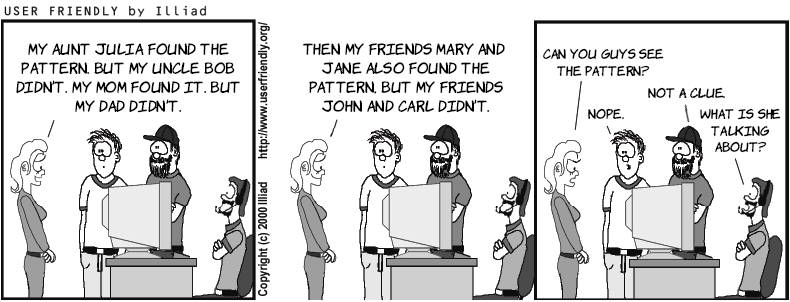 USER FRIENDLY by Illiad
MY AUNT JULIA FOUND THE
PATTERN. BUT MY UNCLE BOB
DIDN'T. MY MOM FOUND IT. BUT
MY DAD DIDN'T.
Copyright (c) 2000 Illiad http://www.userfriendly.org/
THEN MY FRIENDS MARY AND
JANE ALSO FOUND THE
PATTERN, BUT MY FRIENDS
JOHN AND CARL DIDN'T.
CAN YOU GUYS SEE
THE PATTERN?
NOPE.
NOT A CLUE.
WHAT IS SHE
TALKING
ABOUT?